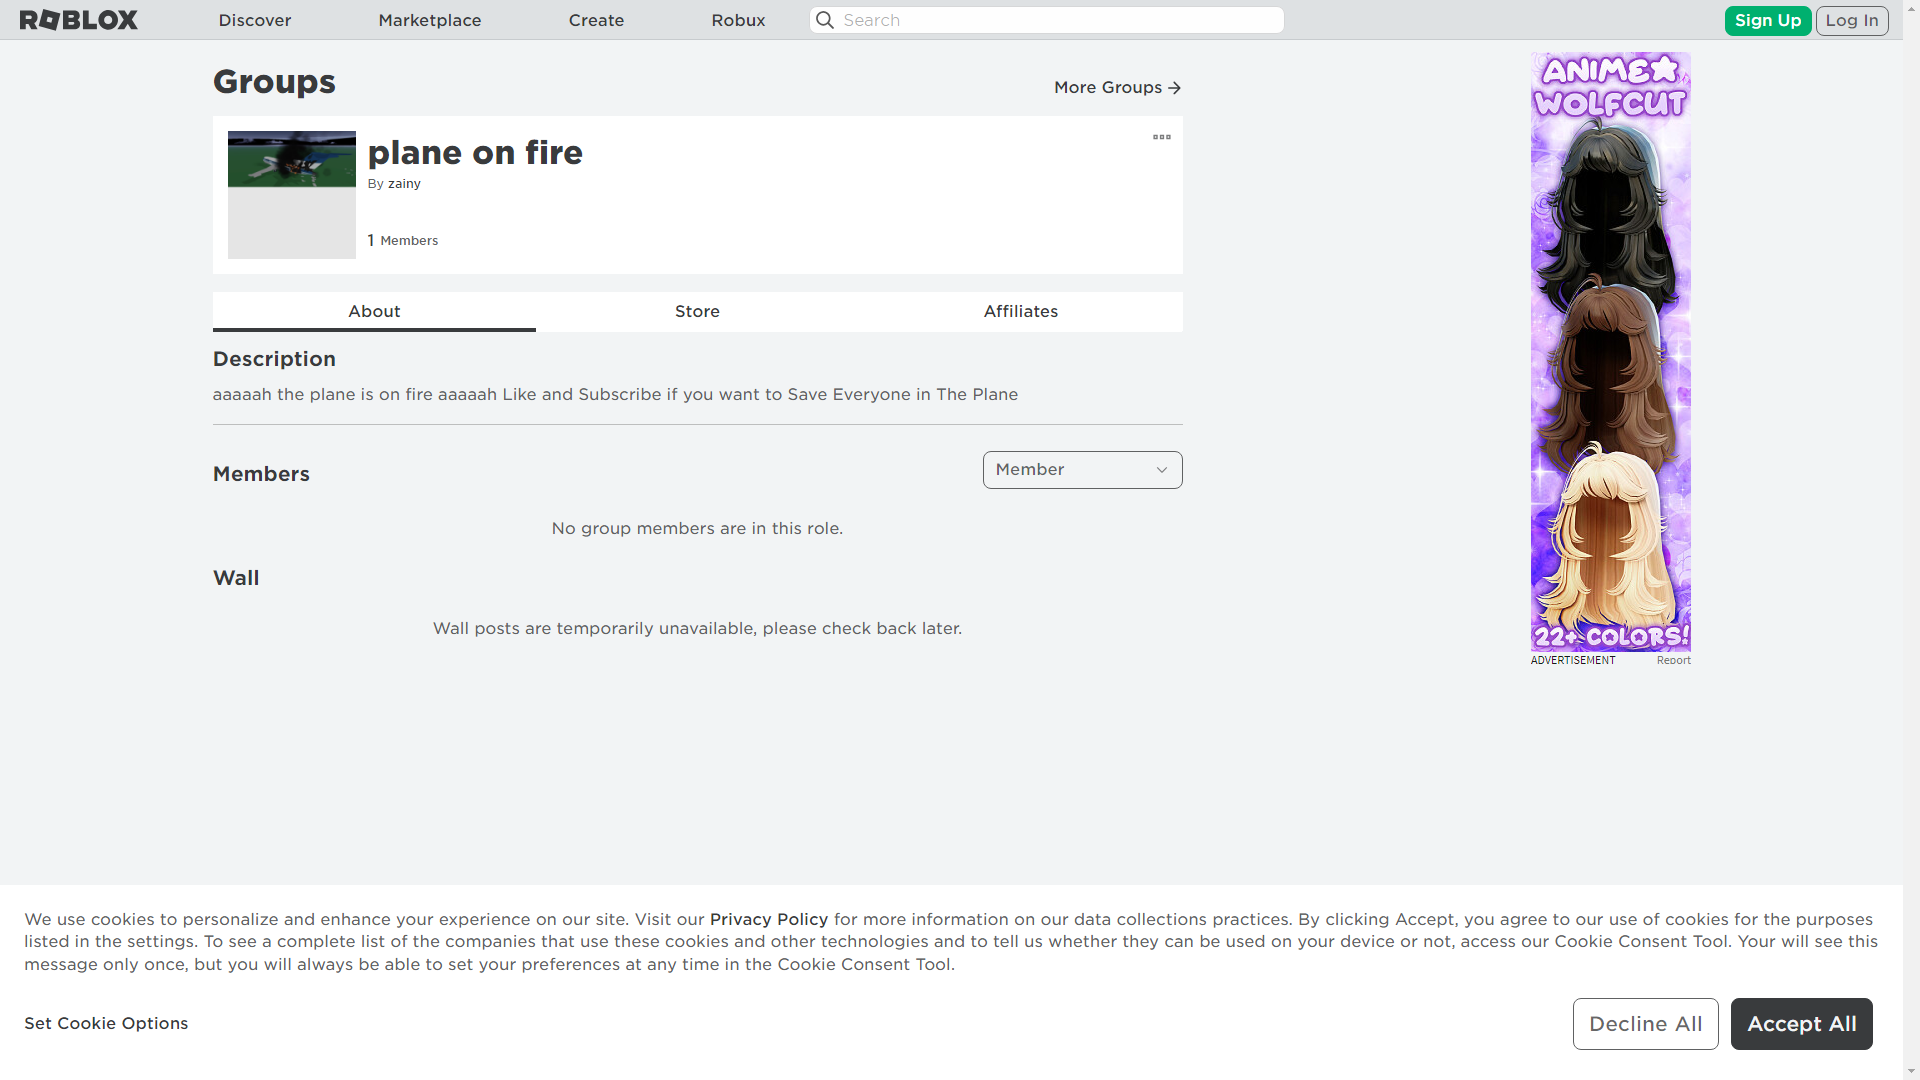 ROBLOX
Discover
Marketplace
Create
Robux
Search
Sign Up
Log In
Groups
More Groups
plane on fire
By zainy
1 Members
About
Store
Affiliates
Description
aaaaah the plane is on fire aaaaah Like and Subscribe if you want to Save Everyone in The Plane
Members
Member
No group members are in this role.
Wall
Wall posts are temporarily unavailable, please check back later.
ANIME
WOLFCUT
22+ COLORS!
ADVERTISEMENT
Report
We use cookies to personalize and enhance your experience on our site. Visit our Privacy Policy for more information on our data collections practices. By clicking Accept, you agree to our use of cookies for the purposes
listed in the settings. To see a complete list of the companies that use these cookies and other technologies and to tell us whether they can be used on your device or not, access our Cookie Consent Tool. Your will see this
message only once, but you will always be able to set your preferences at any time in the Cookie Consent Tool.
Set Cookie Options
Decline All
Accept All